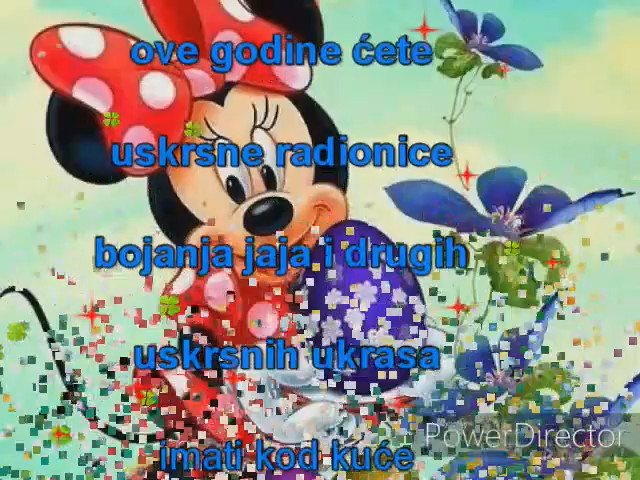 ove godine ćete
uskrsne radionice
bojanja jaja i drugih
uskrsnih ukrasa
PowerDirector
imati kod kuće